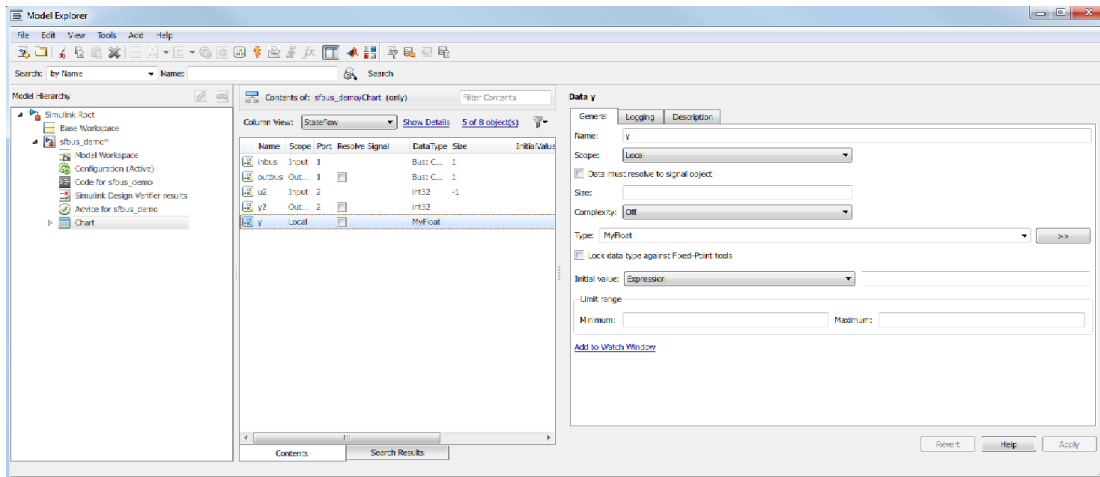 Model Explorer
File Edit View Tools Add Help
Search: by Name Name: Search
Model Hierarchy
Simulink Root
Base Workspace
sfbus_demo*
Model Workspace
Configuration (Active)
Code for sfbus_demo
Simulink Design Verifier results
Advice for sfbus_demo
Chart
Contents of: sfbus_demo/Chart (only) Filter Contents
Column View: Stateflow Show Details 5 of 8 object(s)
Name Scope Port Resolve Signal DataType Size InitialValue
inbus Input 1 Bus: C... 1
outbus Out... 1 Bus: C... 1
u2 Input 2 int32 -1
y2 Out... 2 int32
y Local MyFloat
Contents Search Results
Data y
General Logging Description
Name: y
Scope: Local
Data must resolve to signal object
Size:
Complexity: Off
Type: MyFloat >>
Lock data type against Fixed-Point tools
Initial value: Expression
Limit range
Minimum: Maximum:
Add to Watch Window
Revert Help Apply